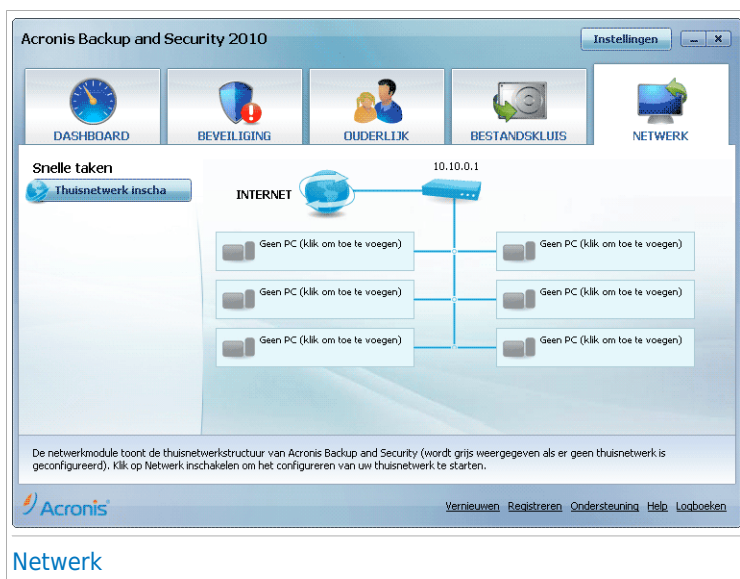 Acronis Backup and Security 2010
Instellingen
DASHBOARD
BEVEILIGING
OUDERLIJK
BESTANDSKLUIS
NETWERK
Snelle taken
Thuisnetwerk inscha
10.10.0.1
INTERNET
Geen PC (klik om toe te voegen)
Geen PC (klik om toe te voegen)
Geen PC (klik om toe te voegen)
Geen PC (klik om toe te voegen)
Geen PC (klik om toe te voegen)
Geen PC (klik om toe te voegen)
De netwerkmodule toont de thuisnetwerkstructuur van Acronis Backup and Security (wordt grijs weergegeven als er geen thuisnetwerk is
geconfigureerd). Klik op Netwerk inschakelen om het configureren van uw thuisnetwerk te starten.
Acronis
Vernieuwen Registreren Ondersteuning Help Logboeken
Netwerk